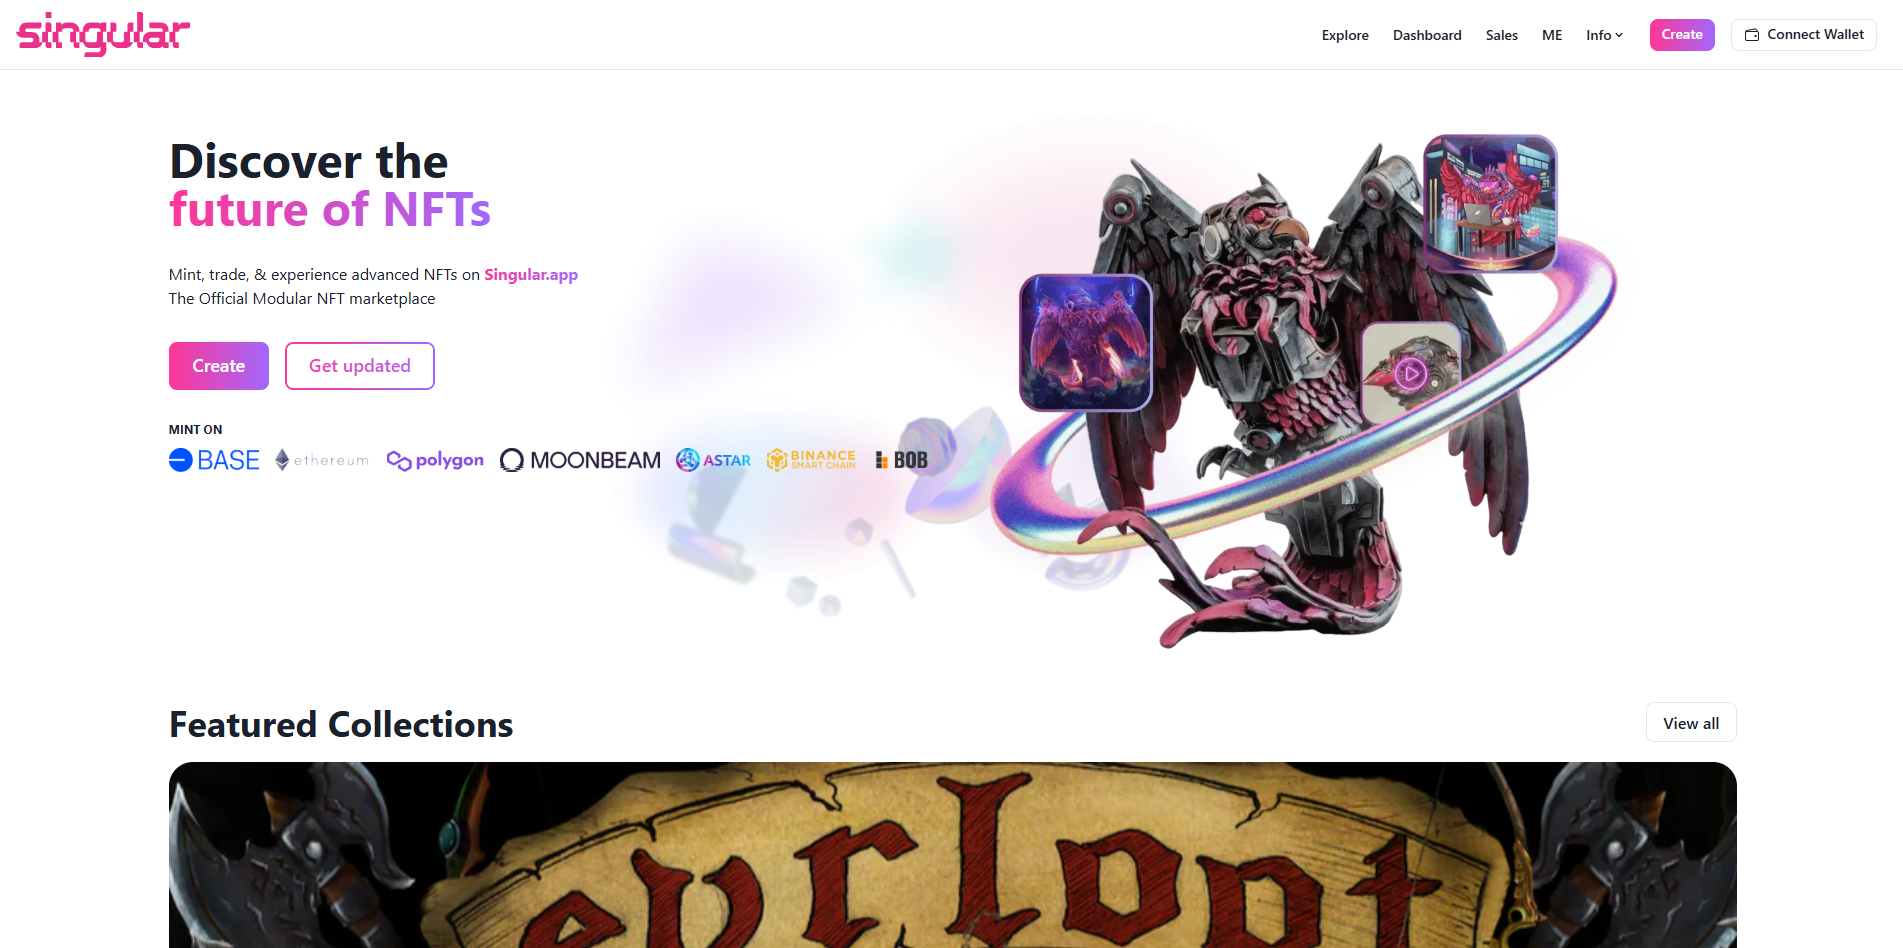 singular
Explore
Dashboard
Sales
ME
Info
Create
Connect Wallet
Discover the
future of NFTs
Mint, trade, & experience advanced NFTs on Singular.app
The Official Modular NFT marketplace
Create
Get updated
MINT ON
BASE
ethereum
polygon
MOONBEAM
ASTAR
BINANCE
SMART CHAIN
BOB
RMRK
Featured Collections
View all
evrloot